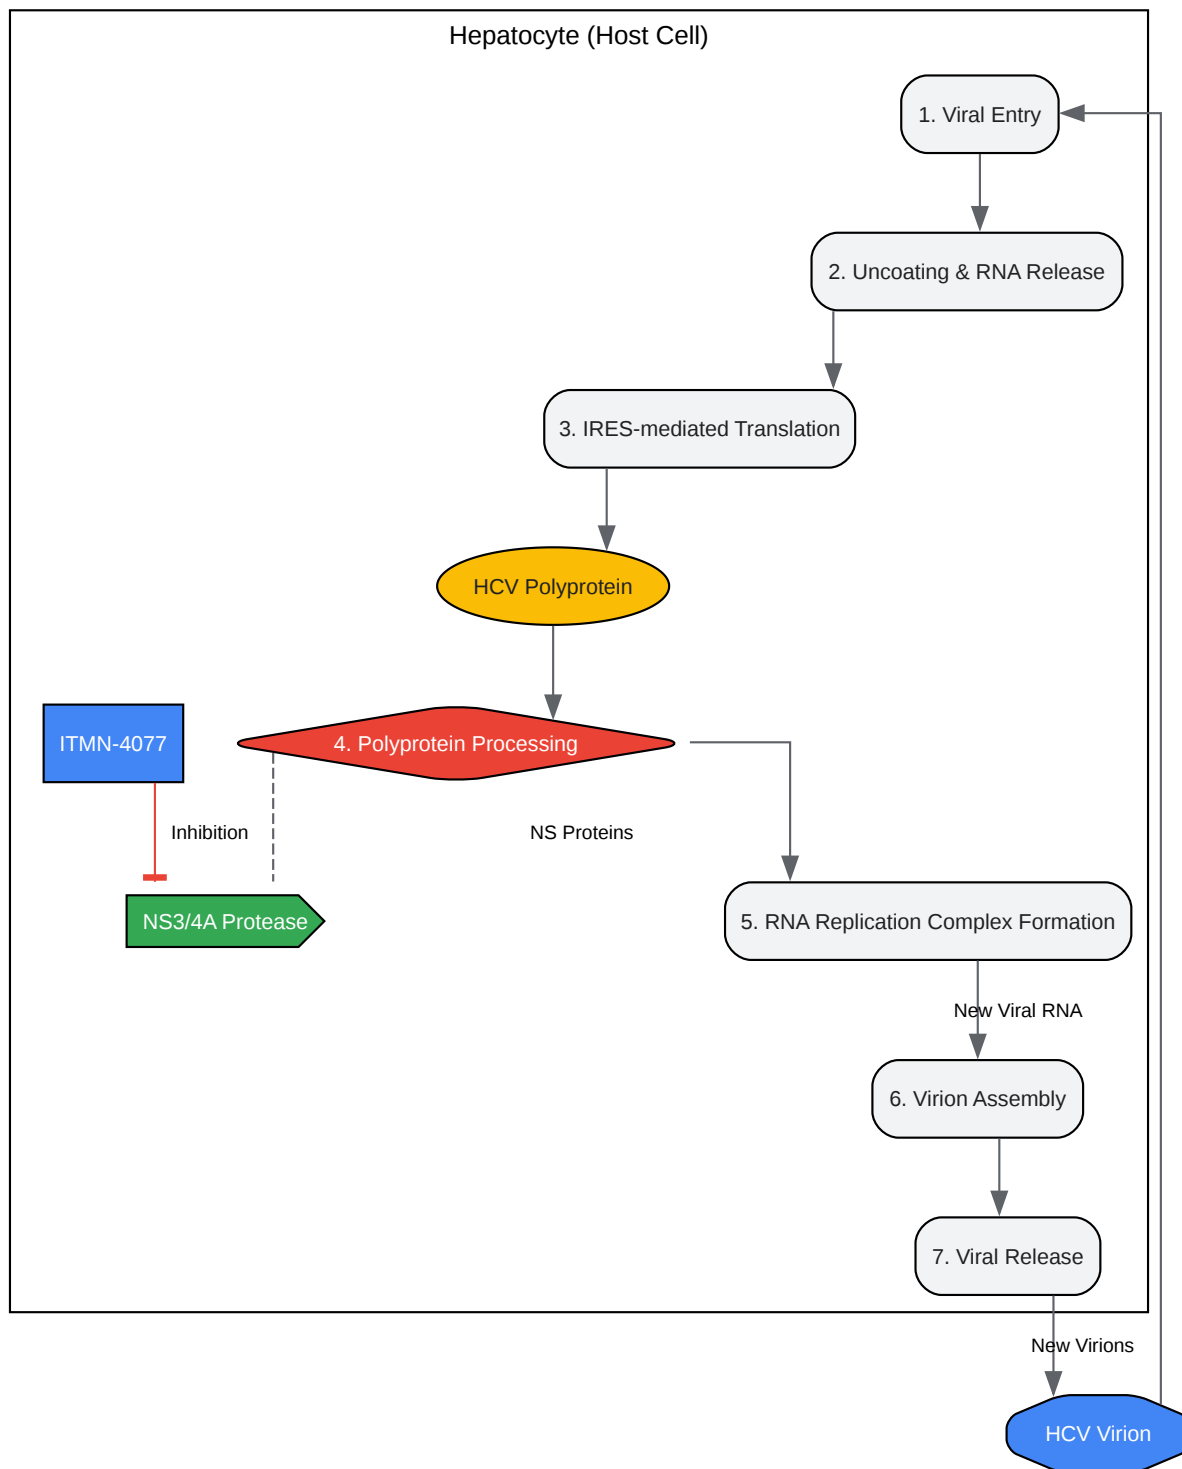 Hepatocyte (Host Cell)
1. Viral Entry
2. Uncoating & RNA Release
3. IRES-mediated Translation
HCV Polyprotein
ITMN-4077
4. Polyprotein Processing
Inhibition
NS Proteins
NS3/4A Protease
5. RNA Replication Complex Formation
New Viral RNA
6. Virion Assembly
7. Viral Release
New Virions
HCV Virion